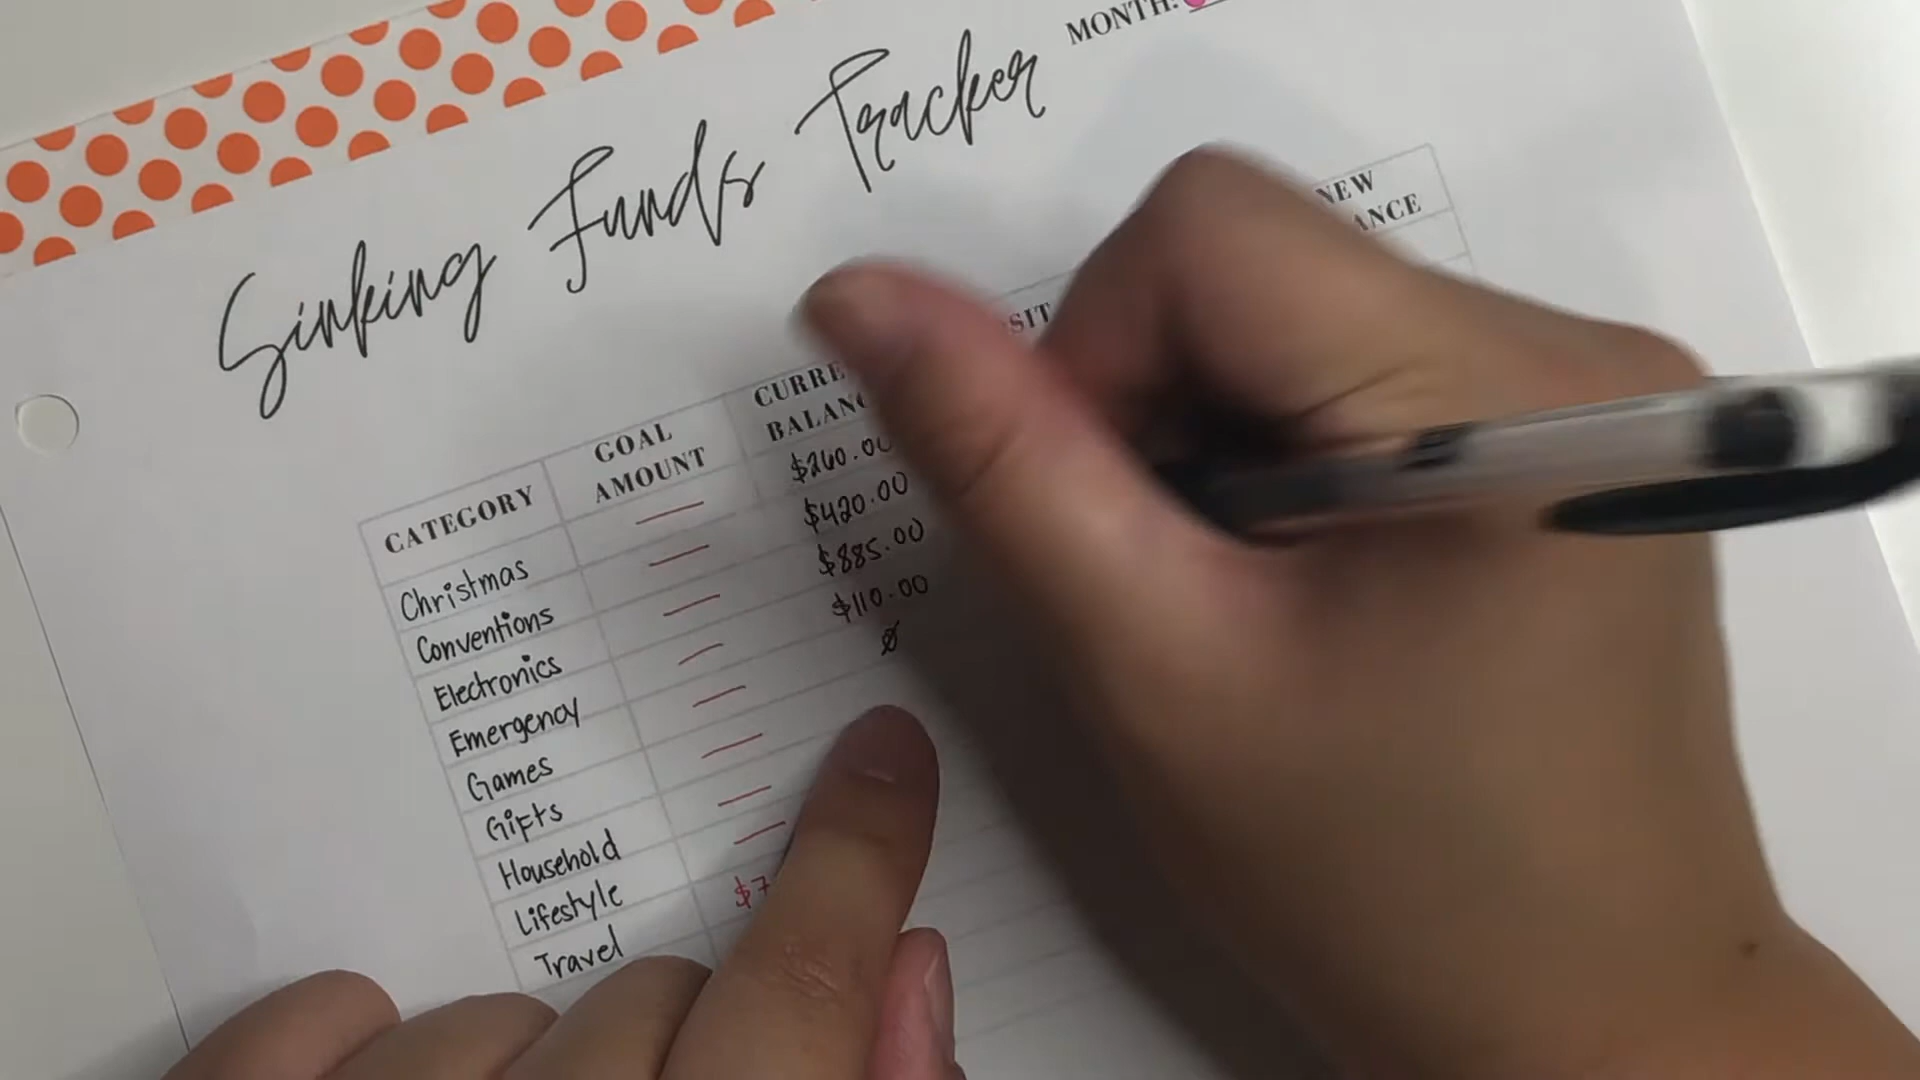 MONTH:
Sinking Funds Tracker
CATEGORY GOAL AMOUNT NEW
Christmas — $260.00
Conventions — $420.00
Electronics — $885.00
Emergency — $110.00
Games — Ø
Gifts —
Household —
Lifestyle —
Travel $7